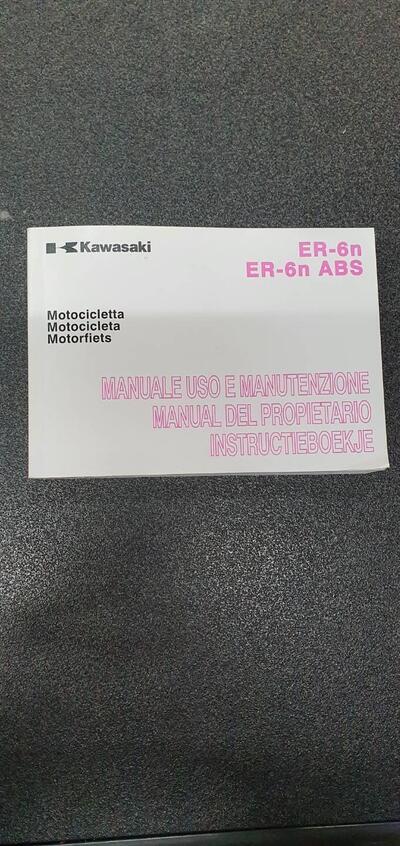 Kawasaki
ER-6n
ER-6n ABS
Motocicletta
Motocicleta
Motorfiets
MANUALE USO E MANUTENZIONE
MANUAL DEL PROPIETARIO
INSTRUCTIEBOEKJE